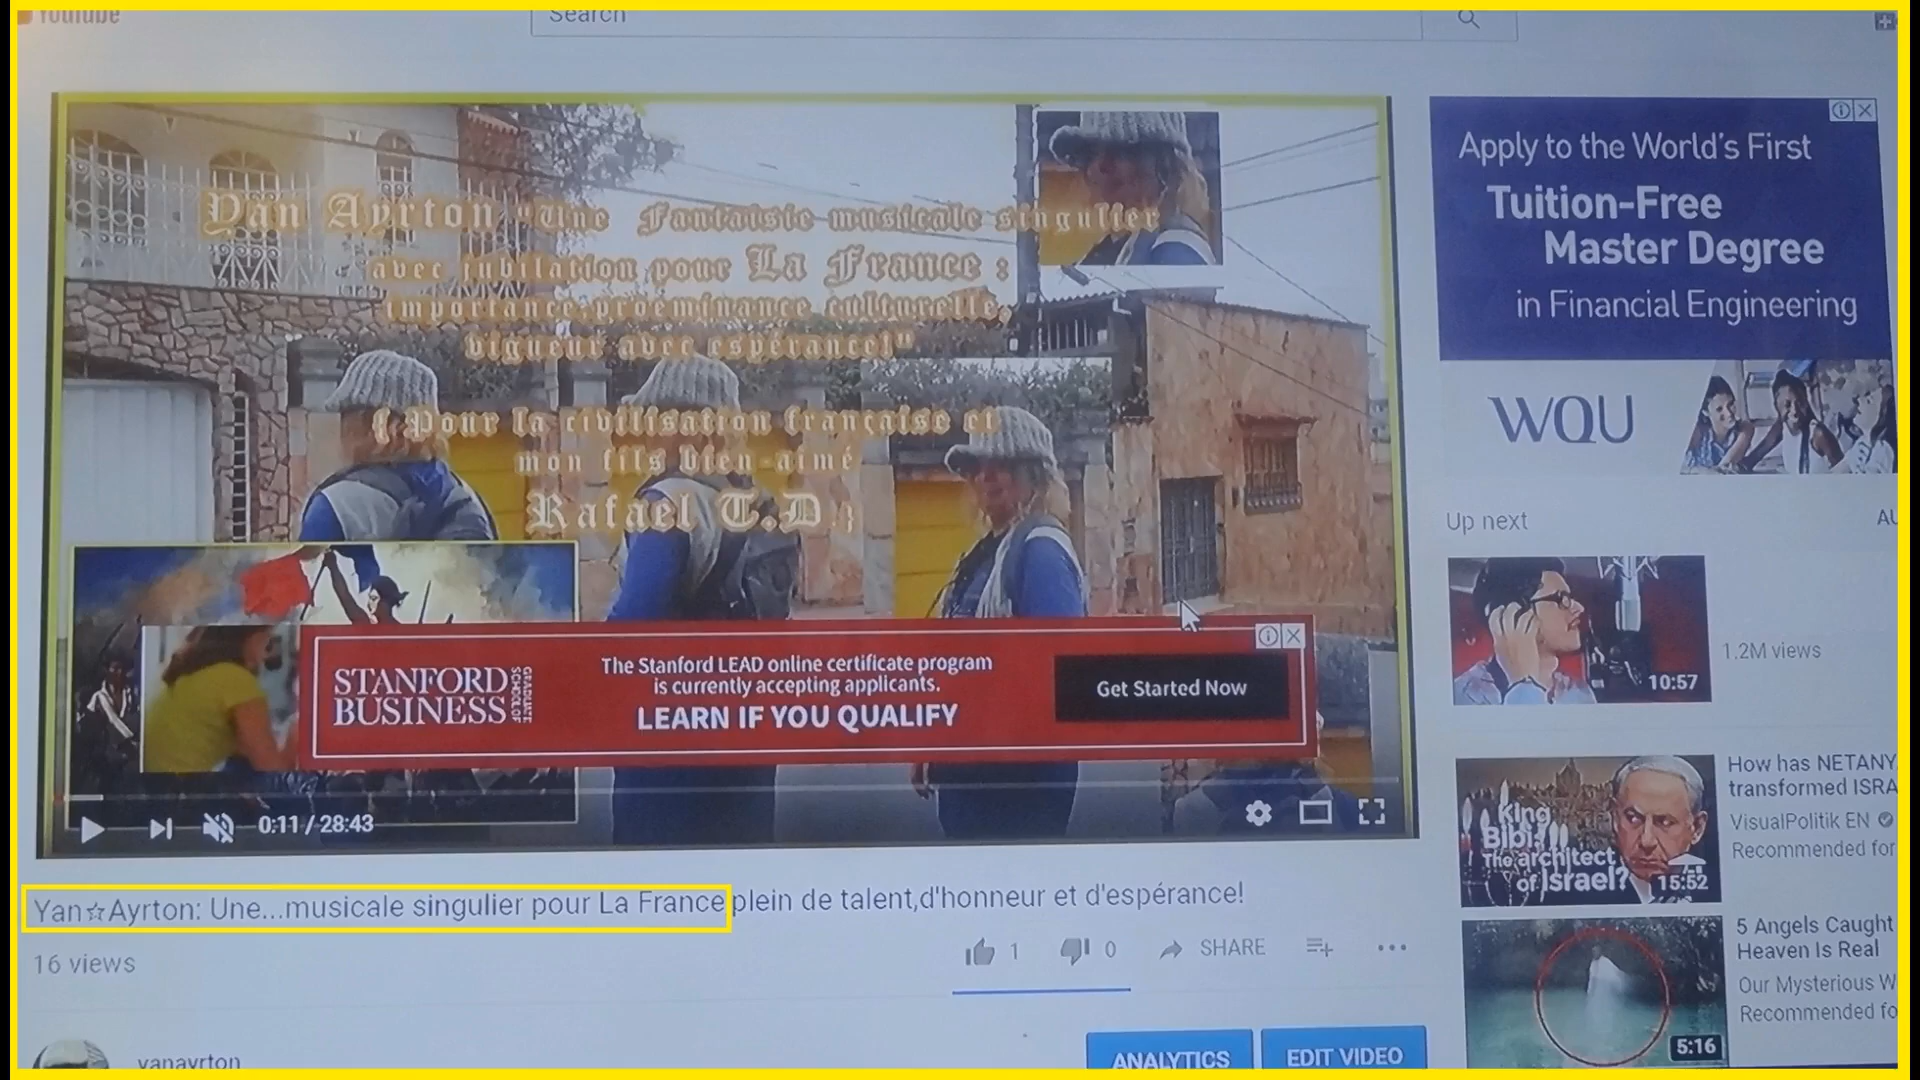 YouTube
Search
Yan Ayrton "Une Fantaisie musicale singulier
avec jubilation pour La France :
importance, proéminance culturelle,
vigueur avec espérance!"
{ Pour la civilisation française et
mon fils bien-aimé
Rafael T.D }
STANFORD
BUSINESS
GRADUATE
SCHOOL OF
The Stanford LEAD online certificate program
is currently accepting applicants.
LEARN IF YOU QUALIFY
Get Started Now
0:11 / 28:43
Yan☆Ayrton: Une...musicale singulier pour La France plein de talent,d'honneur et d'espérance!
16 views
1
0
SHARE
yanayrton
ANALYTICS
EDIT VIDEO
Apply to the World's First
Tuition-Free
Master Degree
in Financial Engineering
WQU
Up next
AU
10:57
1.2M views
King
Bibi:
The architect
of Israel?
15:52
How has NETANY
transformed ISRA
VisualPolitik EN
Recommended for
5:16
5 Angels Caught
Heaven Is Real
Our Mysterious W
Recommended fo